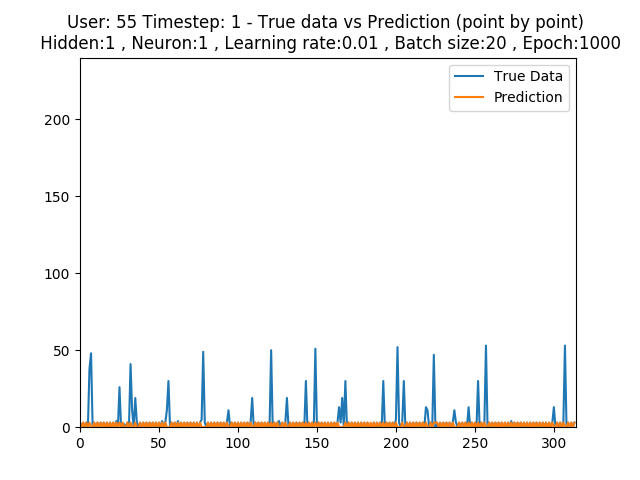 User: 55 Timestep: 1 - True data vs Prediction (point by point)
Hidden:1 , Neuron:1 , Learning rate:0.01 , Batch size:20 , Epoch:1000
True Data
Prediction
200
150
100
50
0
0 50 100 150 200 250 300